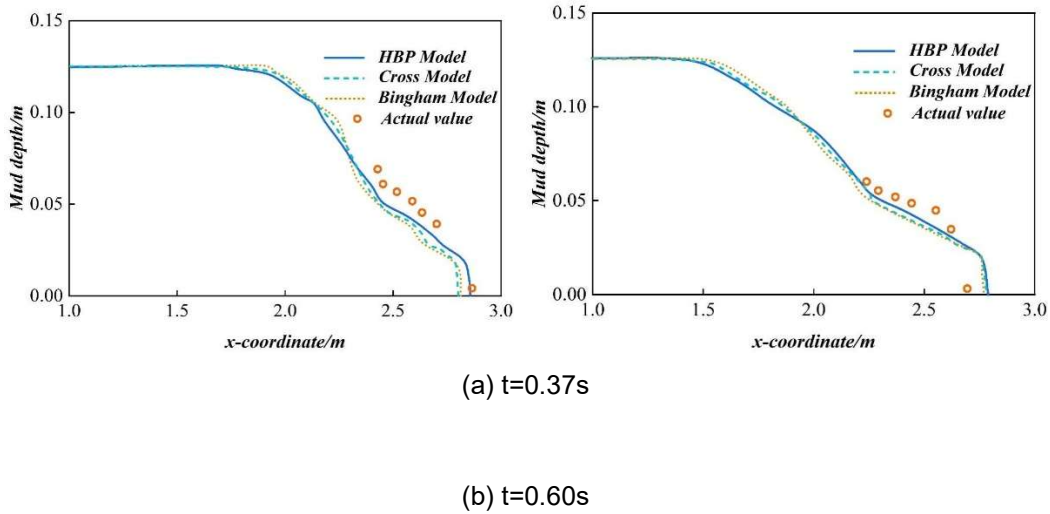 0.15
0.10
0.05
0.00
Mud depth/m
HBP Model
Cross Model
Bingham Model
Actual value
1.0 1.5 2.0 2.5 3.0
x-coordinate/m
0.15
0.10
0.05
0.00
Mud depth/m
HBP Model
Cross Model
Bingham Model
Actual value
1.0 1.5 2.0 2.5 3.0
x-coordinate/m
(a) t=0.37s
(b) t=0.60s